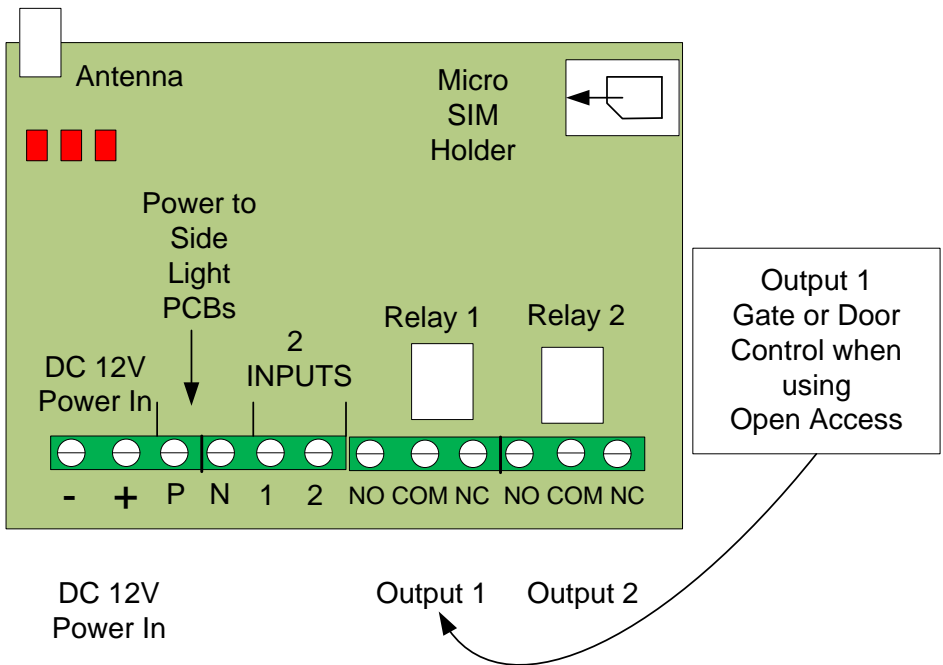 Antenna
Micro
SIM
Holder
Power to
Side
Light
PCBs
Output 1
Gate or Door
Control when
using
Open Access
Relay 1
Relay 2
2
INPUTS
DC 12V
Power In
- + P N 1 2 NO COM NC NO COM NC
DC 12V
Power In
Output 1
Output 2